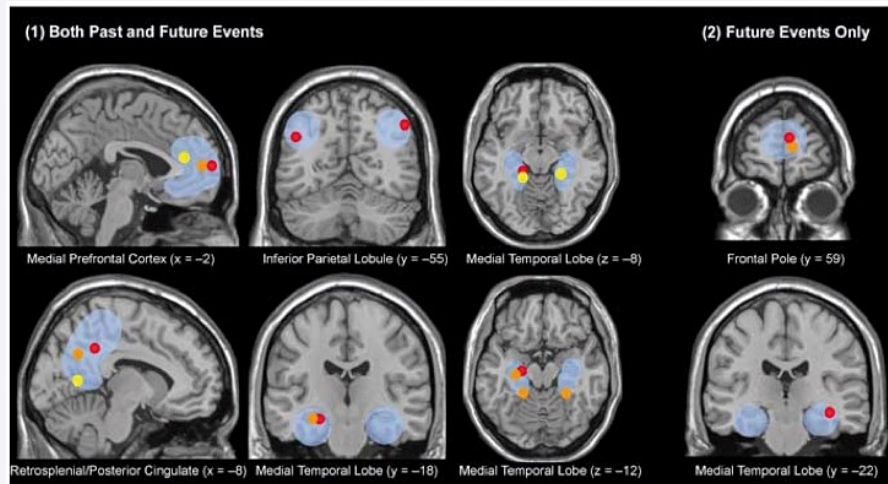 (1) Both Past and Future Events
(2) Future Events Only
Medial Prefrontal Cortex (x = –2)
Inferior Parietal Lobule (y = –55)
Medial Temporal Lobe (z = –8)
Frontal Pole (y = 59)
Retrosplenial/Posterior Cingulate (x = –8)
Medial Temporal Lobe (y = –18)
Medial Temporal Lobe (z = –12)
Medial Temporal Lobe (y = –22)